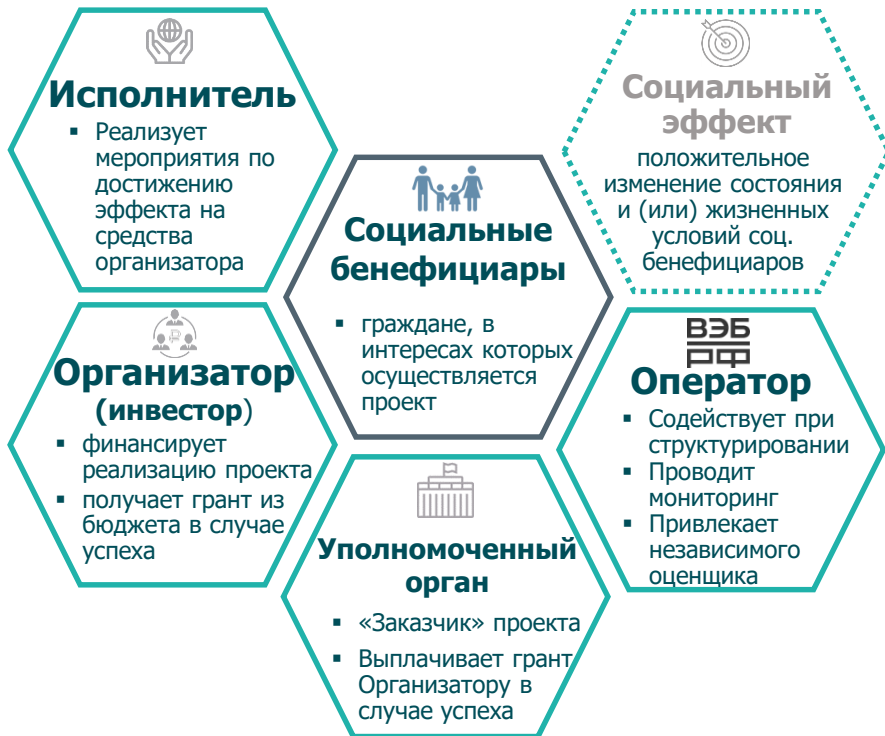 Исполнитель
▪ Реализует
мероприятия по
достижению
эффекта на
средства
организатора
Социальный
эффект
положительное
изменение состояния
и (или) жизненных
условий соц.
бенефициаров
Социальные
бенефициары
▪ граждане, в
интересах которых
осуществляется
проект
Организатор
(инвестор)
▪ финансирует
реализацию проекта
▪ получает грант из
бюджета в случае
успеха
ВЭБ
РФ
Оператор
▪ Содействует при
структурировании
▪ Проводит
мониторинг
▪ Привлекает
независимого
оценщика
Уполномоченный
орган
▪ «Заказчик» проекта
▪ Выплачивает грант
Организатору в
случае успеха